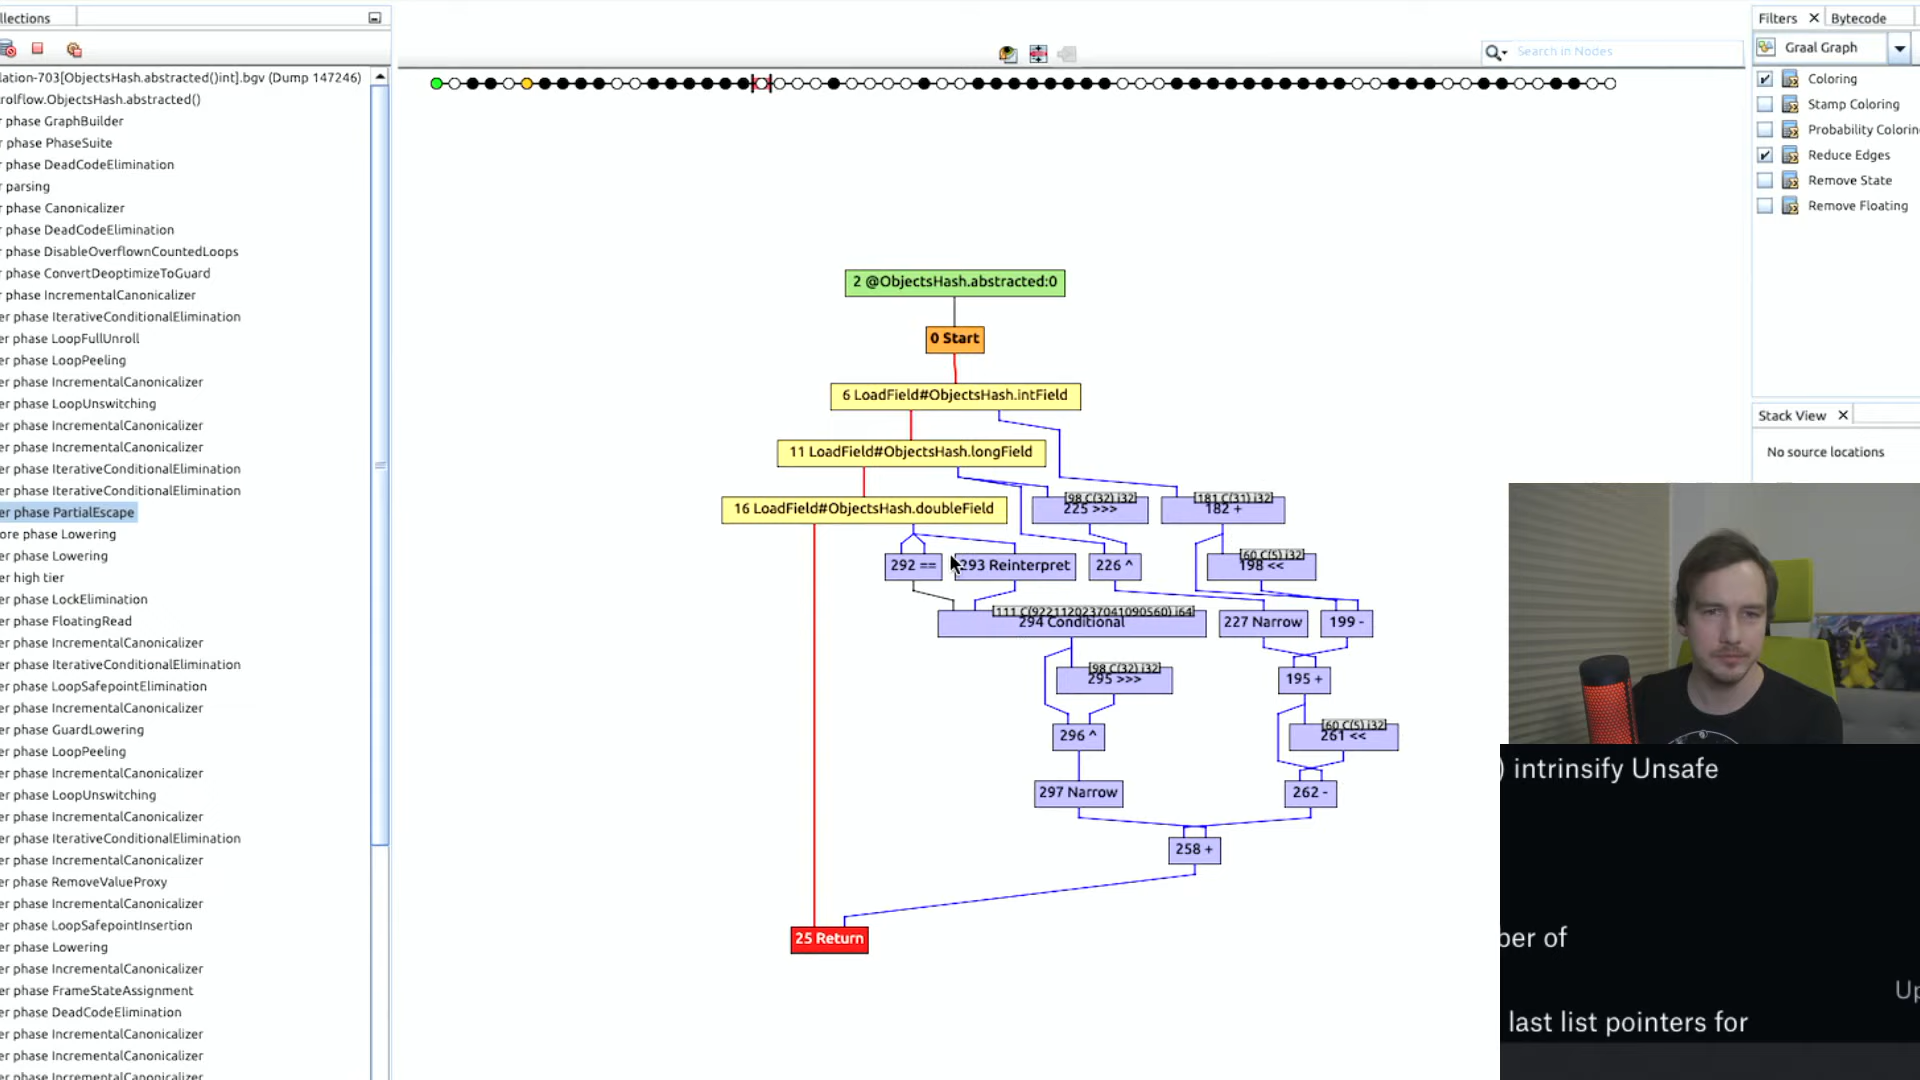 llections
lation-703[ObjectsHash.abstracted()int].bgv (Dump 147246)
rolflow.ObjectsHash.abstracted()
r phase GraphBuilder
r phase PhaseSuite
r phase DeadCodeElimination
r parsing
r phase Canonicalizer
r phase DeadCodeElimination
r phase DisableOverflownCountedLoops
r phase ConvertDeoptimizeToGuard
r phase IncrementalCanonicalizer
er phase IterativeConditionalElimination
er phase LoopFullUnroll
er phase LoopPeeling
er phase IncrementalCanonicalizer
er phase LoopUnswitching
er phase IncrementalCanonicalizer
er phase IncrementalCanonicalizer
er phase IterativeConditionalElimination
er phase IterativeConditionalElimination
er phase PartialEscape
ore phase Lowering
er phase Lowering
er high tier
er phase LockElimination
er phase FloatingRead
er phase IncrementalCanonicalizer
er phase IterativeConditionalElimination
er phase LoopSafepointElimination
er phase IncrementalCanonicalizer
er phase GuardLowering
er phase LoopPeeling
er phase IncrementalCanonicalizer
er phase LoopUnswitching
er phase IncrementalCanonicalizer
er phase IterativeConditionalElimination
er phase IncrementalCanonicalizer
er phase RemoveValueProxy
er phase IncrementalCanonicalizer
er phase LoopSafepointInsertion
er phase Lowering
er phase IncrementalCanonicalizer
er phase FrameStateAssignment
er phase DeadCodeElimination
er phase IncrementalCanonicalizer
er phase IncrementalCanonicalizer
er phase IncrementalCanonicalizer
Search in Nodes
2 @ObjectsHash.abstracted:0
0 Start
6 LoadField#ObjectsHash.intField
11 LoadField#ObjectsHash.longField
16 LoadField#ObjectsHash.doubleField
98 C(32) i32
225 >>>
181 C(31) i32
182 +
292 ==
293 Reinterpret
226 ^
60 C(5) i32
198 <<
111 C(9221120237041090560) i64
294 Conditional
227 Narrow
199 -
98 C(32) i32
295 >>>
195 +
296 ^
60 C(5) i32
261 <<
297 Narrow
262 -
258 +
25 Return
Filters
Bytecode
Graal Graph
Coloring
Stamp Coloring
Probability Colorin
Reduce Edges
Remove State
Remove Floating
Stack View
No source locations
) intrinsify Unsafe
ber of
Up
last list pointers for